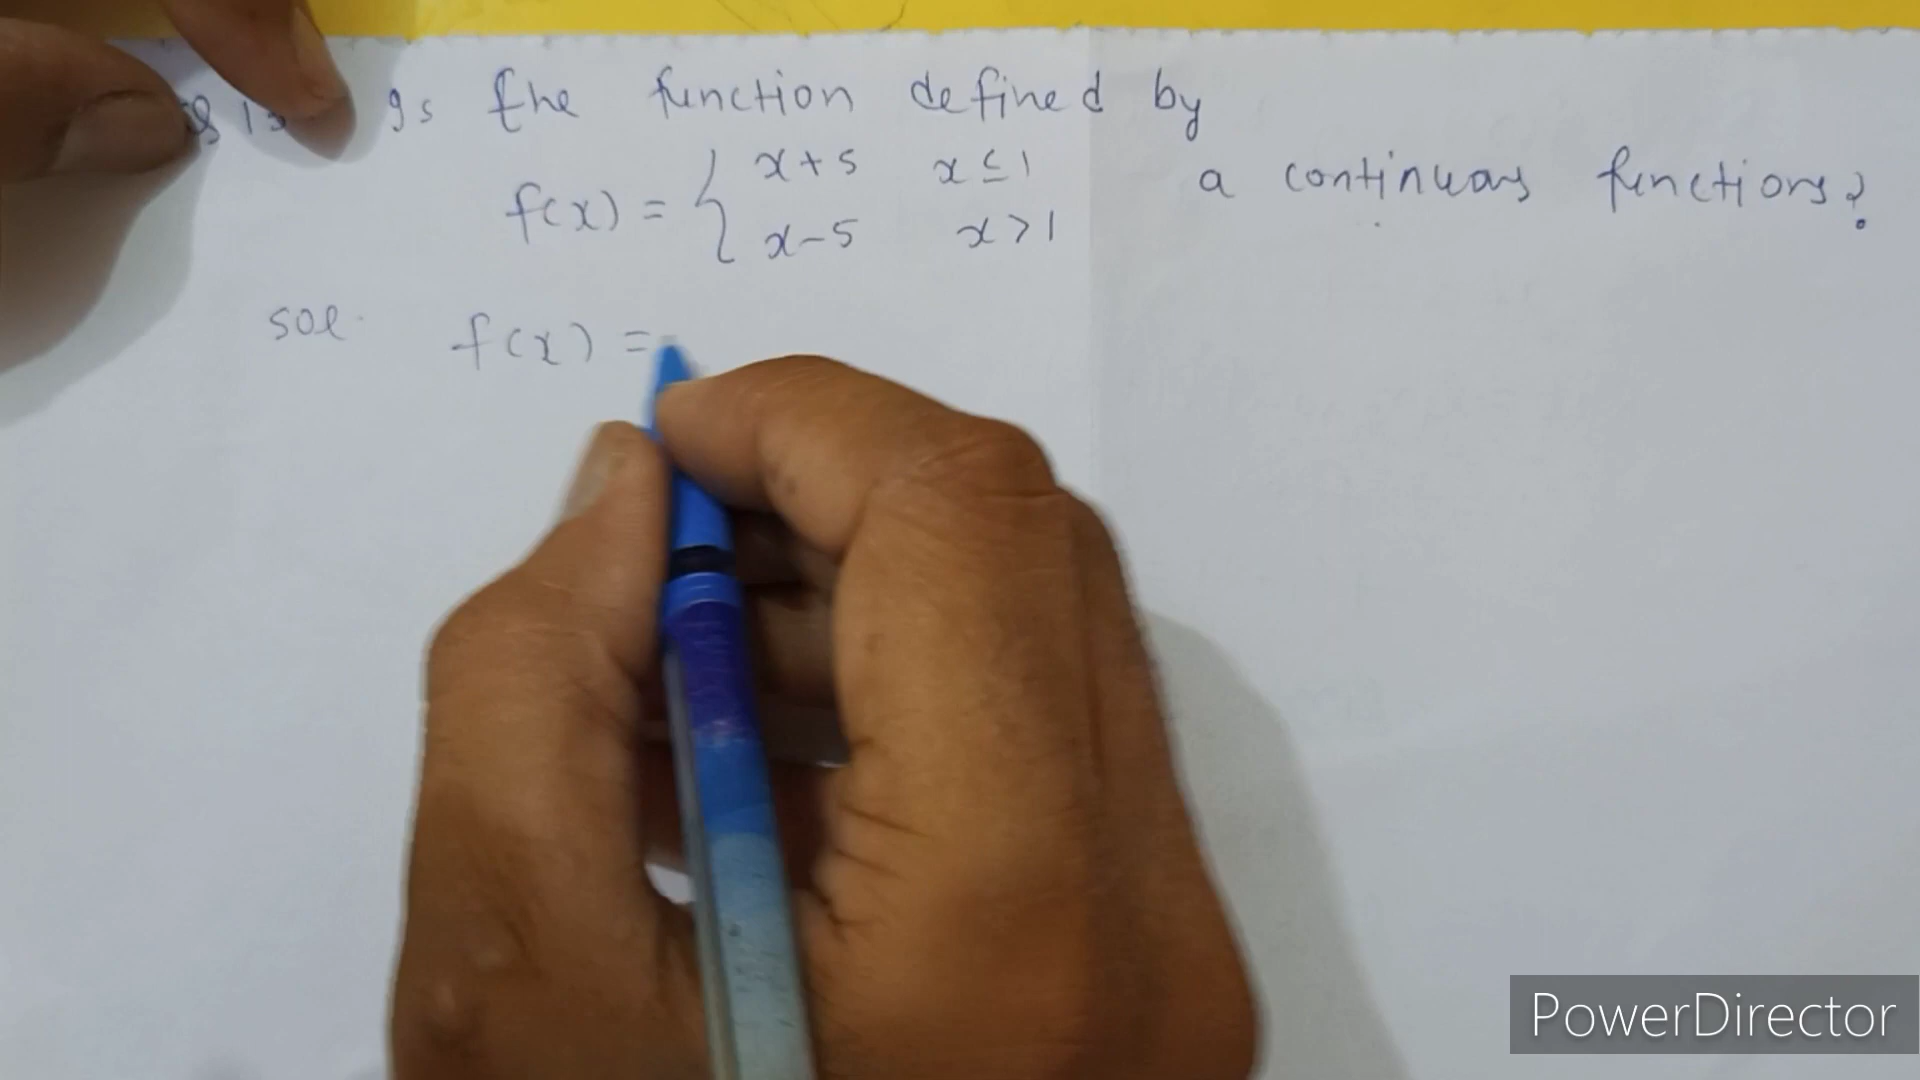 Is the function defined by
f(x) = { x+5 x≤1
x-5 x>1
a continuous functions?
sol. f(x) =
PowerDirector